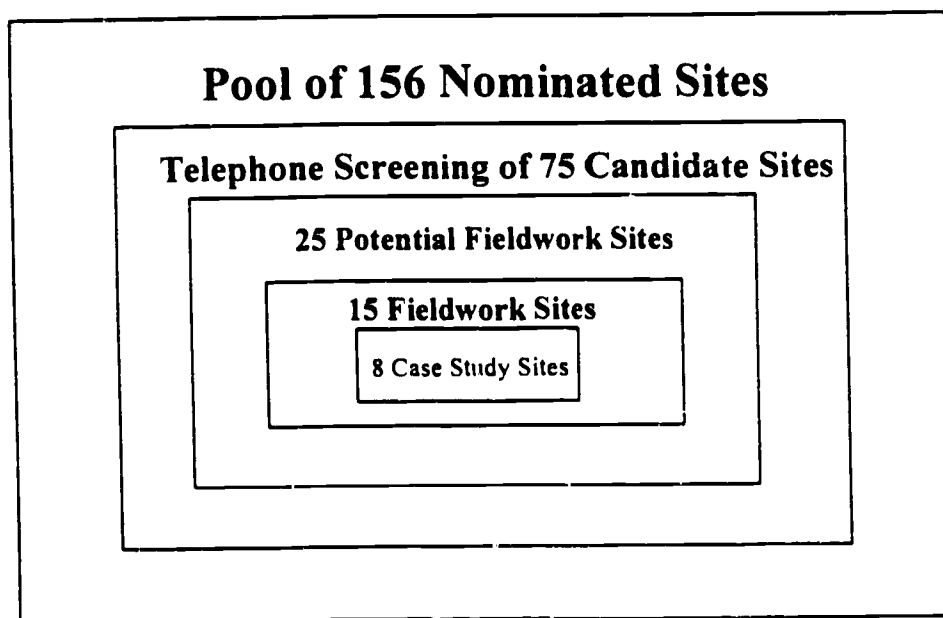 Pool of 156 Nominated Sites
Telephone Screening of 75 Candidate Sites
25 Potential Fieldwork Sites
15 Fieldwork Sites
8 Case Study Sites